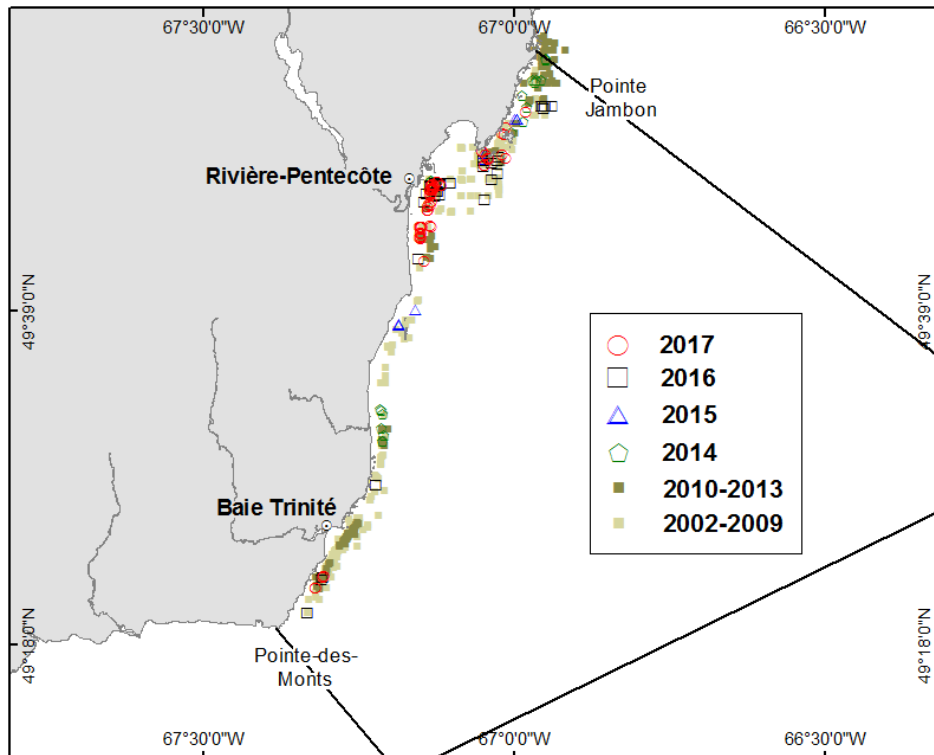 67°30'0"W
67°0'0"W
66°30'0"W
Pointe
Jambon
Rivière-Pentecôte
49°39'0"N
49°39'0"N
2017
2016
2015
2014
2010-2013
2002-2009
Baie Trinité
49°18'0"N
49°18'0"N
Pointe-des-
Monts
67°30'0"W
67°0'0"W
66°30'0"W